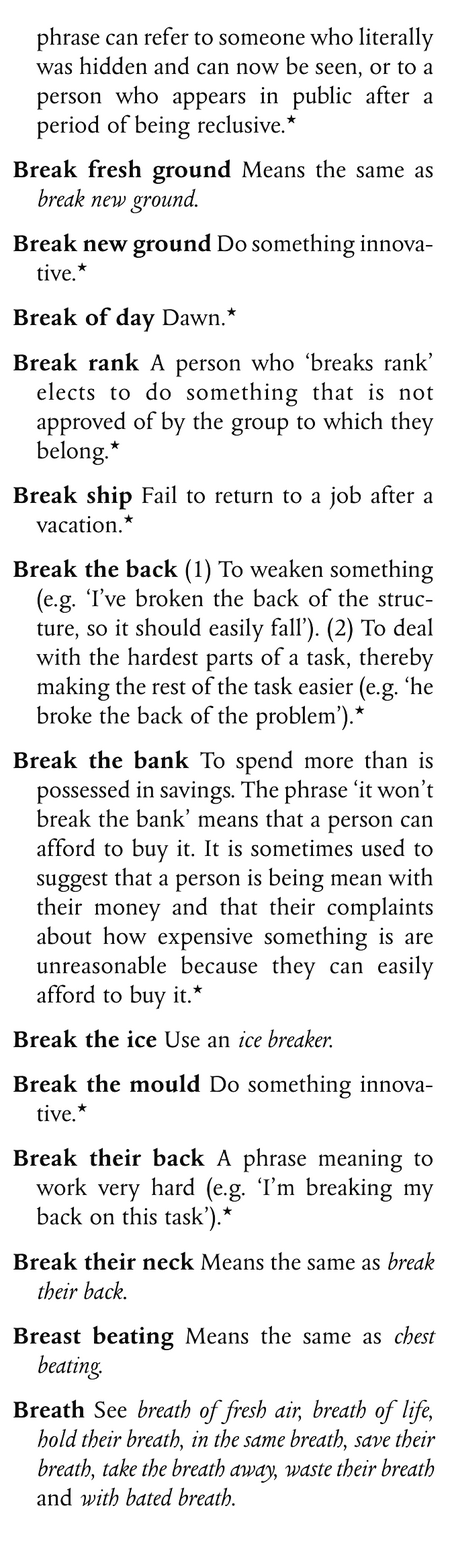 phrase can refer to someone who literally
was hidden and can now be seen, or to a
person who appears in public after a
period of being reclusive.★
Break fresh ground Means the same as
break new ground.
Break new ground Do something innova-
tive.★
Break of day Dawn.★
Break rank A person who ‘breaks rank’
elects to do something that is not
approved of by the group to which they
belong.★
Break ship Fail to return to a job after a
vacation.★
Break the back (1) To weaken something
(e.g. ‘I’ve broken the back of the struc-
ture, so it should easily fall’). (2) To deal
with the hardest parts of a task, thereby
making the rest of the task easier (e.g. ‘he
broke the back of the problem’).★
Break the bank To spend more than is
possessed in savings. The phrase ‘it won’t
break the bank’ means that a person can
afford to buy it. It is sometimes used to
suggest that a person is being mean with
their money and that their complaints
about how expensive something is are
unreasonable because they can easily
afford to buy it.★
Break the ice Use an ice breaker.
Break the mould Do something innova-
tive.★
Break their back A phrase meaning to
work very hard (e.g. ‘I’m breaking my
back on this task’).★
Break their neck Means the same as break
their back.
Breast beating Means the same as chest
beating.
Breath See breath of fresh air, breath of life,
hold their breath, in the same breath, save their
breath, take the breath away, waste their breath
and with bated breath.